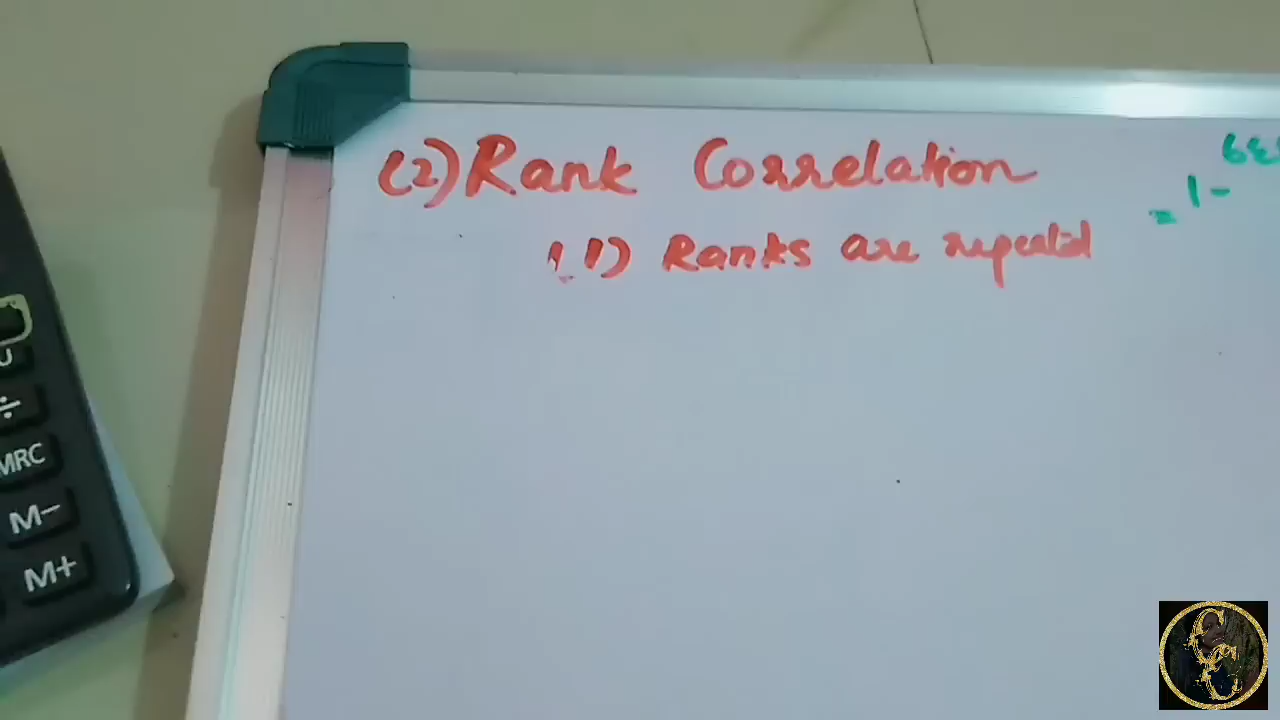 (2) Rank Correlation
(1) Ranks are repeated
= 1 -
÷
MRC
M−
M+